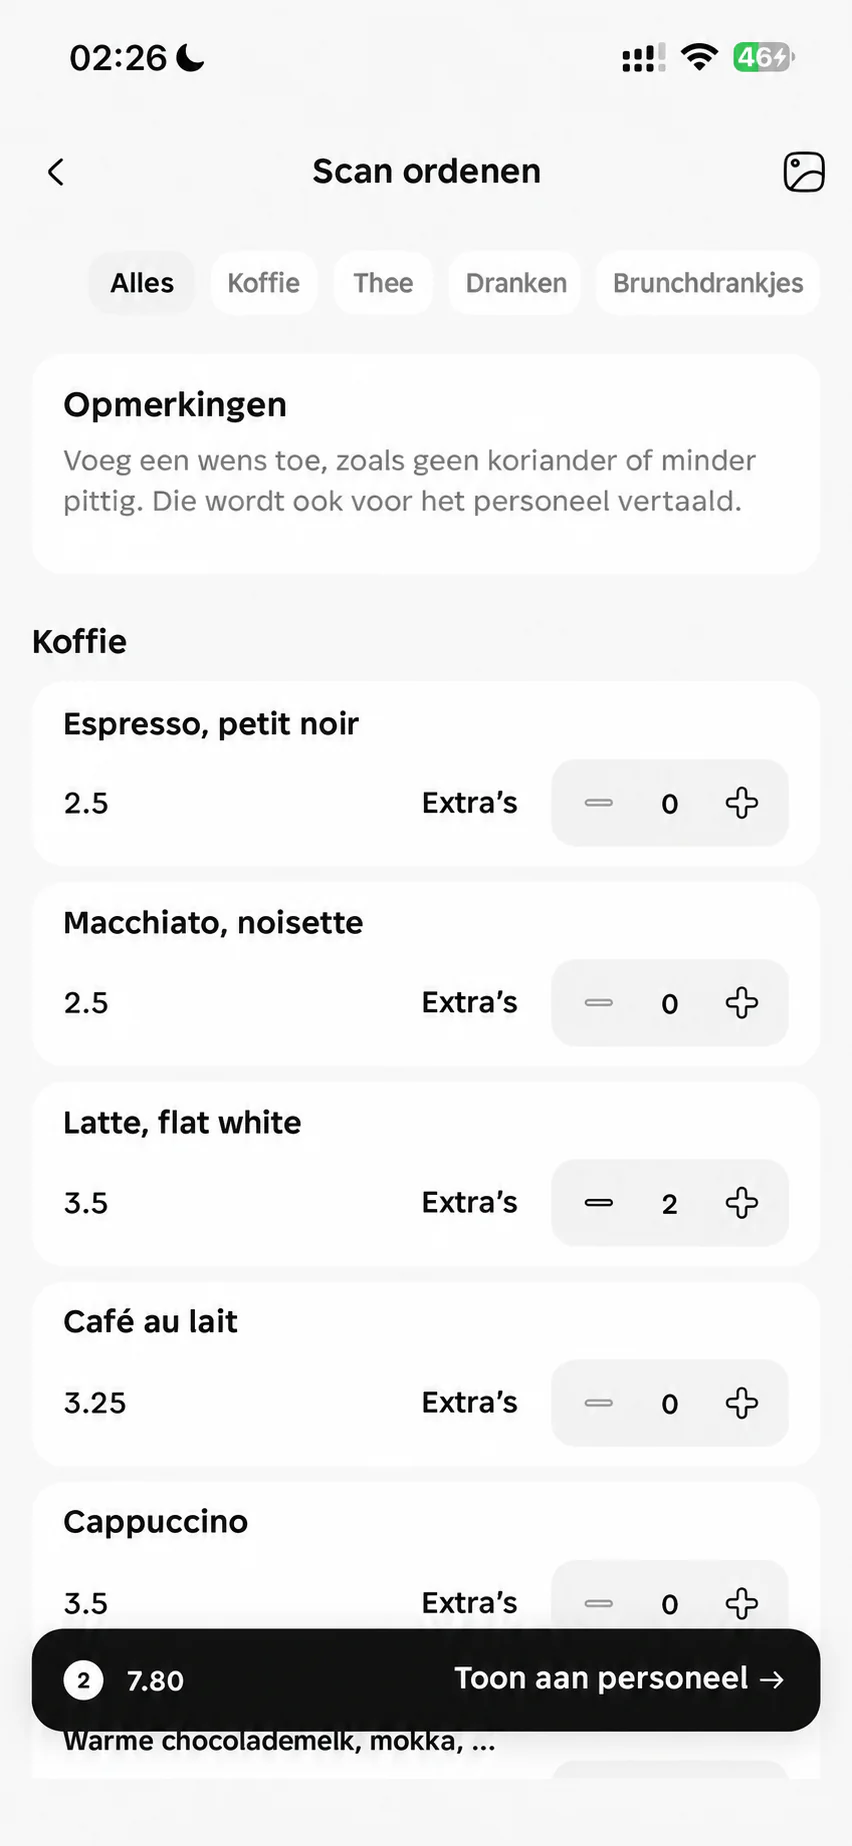 02:26
46
Scan ordenen
Alles
Koffie
Thee
Dranken
Brunchdrankjes
Opmerkingen
Voeg een wens toe, zoals geen koriander of minder
pittig. Die wordt ook voor het personeel vertaald.
Koffie
Espresso, petit noir
2.5
Extra’s
0
Macchiato, noisette
2.5
Extra’s
0
Latte, flat white
3.5
Extra’s
2
Café au lait
3.25
Extra’s
0
Cappuccino
3.5
Extra’s
0
2 7.80
Toon aan personeel →
Warme chocolademelk, mokka, ...